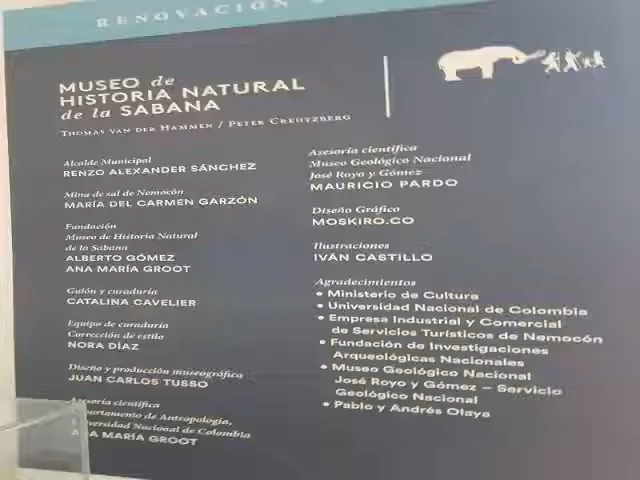 RENOVACIÓN
MUSEO de
HISTORIA NATURAL
de la SABANA
THOMAS VAN DER HAMMEN / PETER CREUTZBERG
Alcalde Municipal
RENZO ALEXANDER SÁNCHEZ
Mina de sal de Nemocón
MARÍA DEL CARMEN GARZÓN
Fundación
Museo de Historia Natural
de la Sabana
ALBERTO GÓMEZ
ANA MARÍA GROOT
Guión y curaduría
CATALINA CAVELIER
Equipo de curaduría
Corrección de estilo
NORA DÍAZ
Diseño y producción museográfica
JUAN CARLOS TUSSO
Asesoría científica
Departamento de Antropología,
Universidad Nacional de Colombia
ANA MARÍA GROOT
Asesoría científica
Museo Geológico Nacional
José Royo y Gómez
MAURICIO PARDO
Diseño Gráfico
MOSKIRO.CO
Ilustraciones
IVÁN CASTILLO
Agradecimientos
• Ministerio de Cultura
• Universidad Nacional de Colombia
• Empresa Industrial y Comercial
de Servicios Turísticos de Nemocón
• Fundación de Investigaciones
Arqueológicas Nacionales
• Museo Geológico Nacional
José Royo y Gómez – Servicio
Geológico Nacional
• Pablo y Andrés Olaya